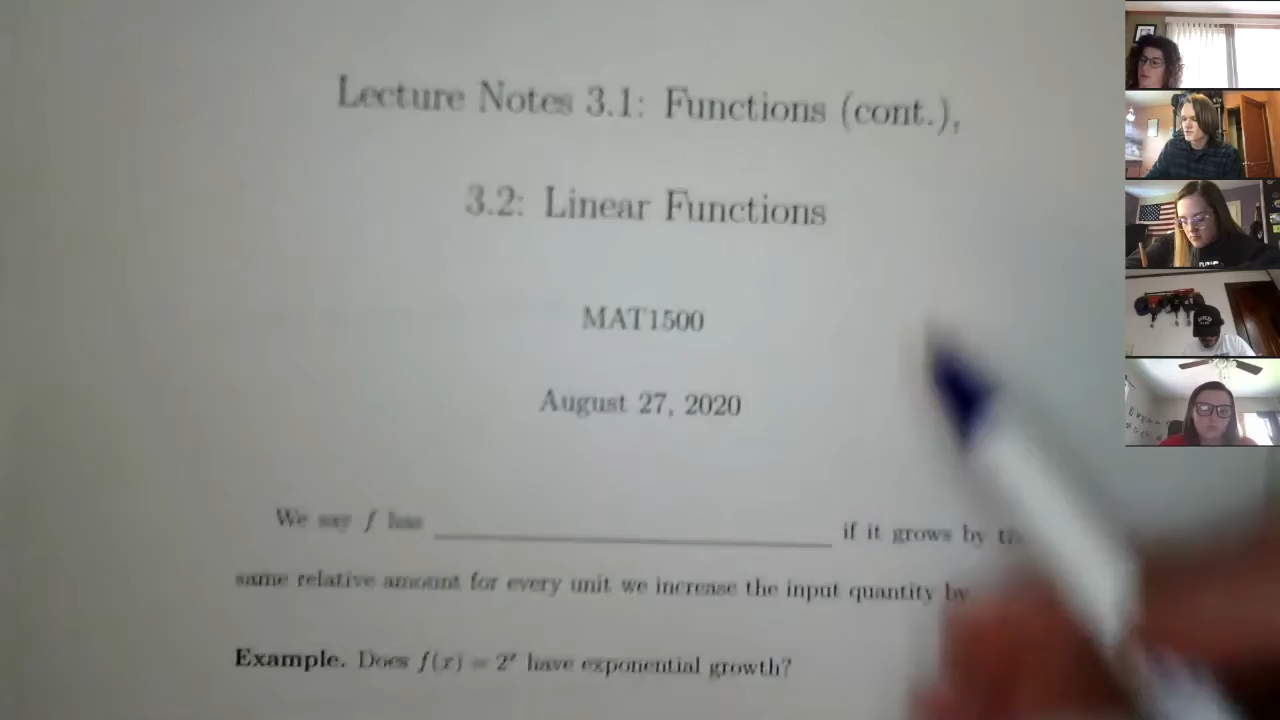 Lecture Notes 3.1: Functions (cont.),
3.2: Linear Functions
MAT1500
August 27, 2020
We say f has ______________ if it grows by
same relative amount for every unit we increase the input quantity by
Example. Does f(x) = 2ˣ have exponential growth?